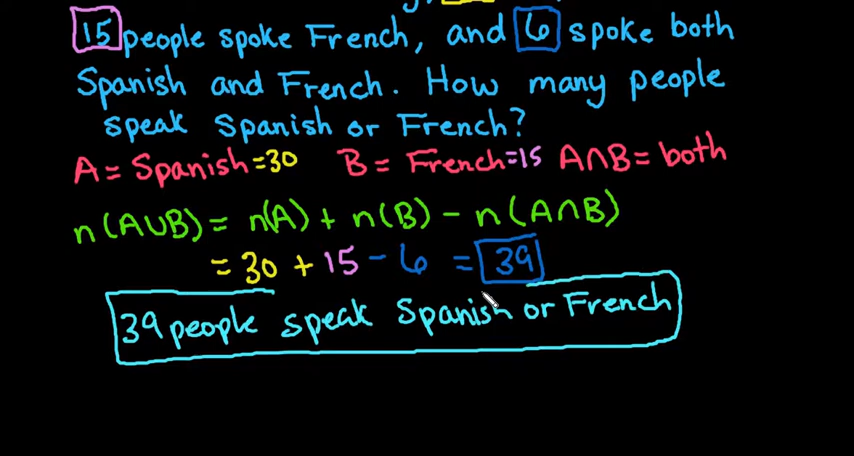 15 people spoke French, and 6 spoke both
Spanish and French. How many people
speak Spanish or French?
A = Spanish =30 B = French =15 A∩B = both
n(A∪B) = n(A) + n(B) - n(A∩B)
= 30 + 15 - 6 = 39
39 people speak Spanish or French